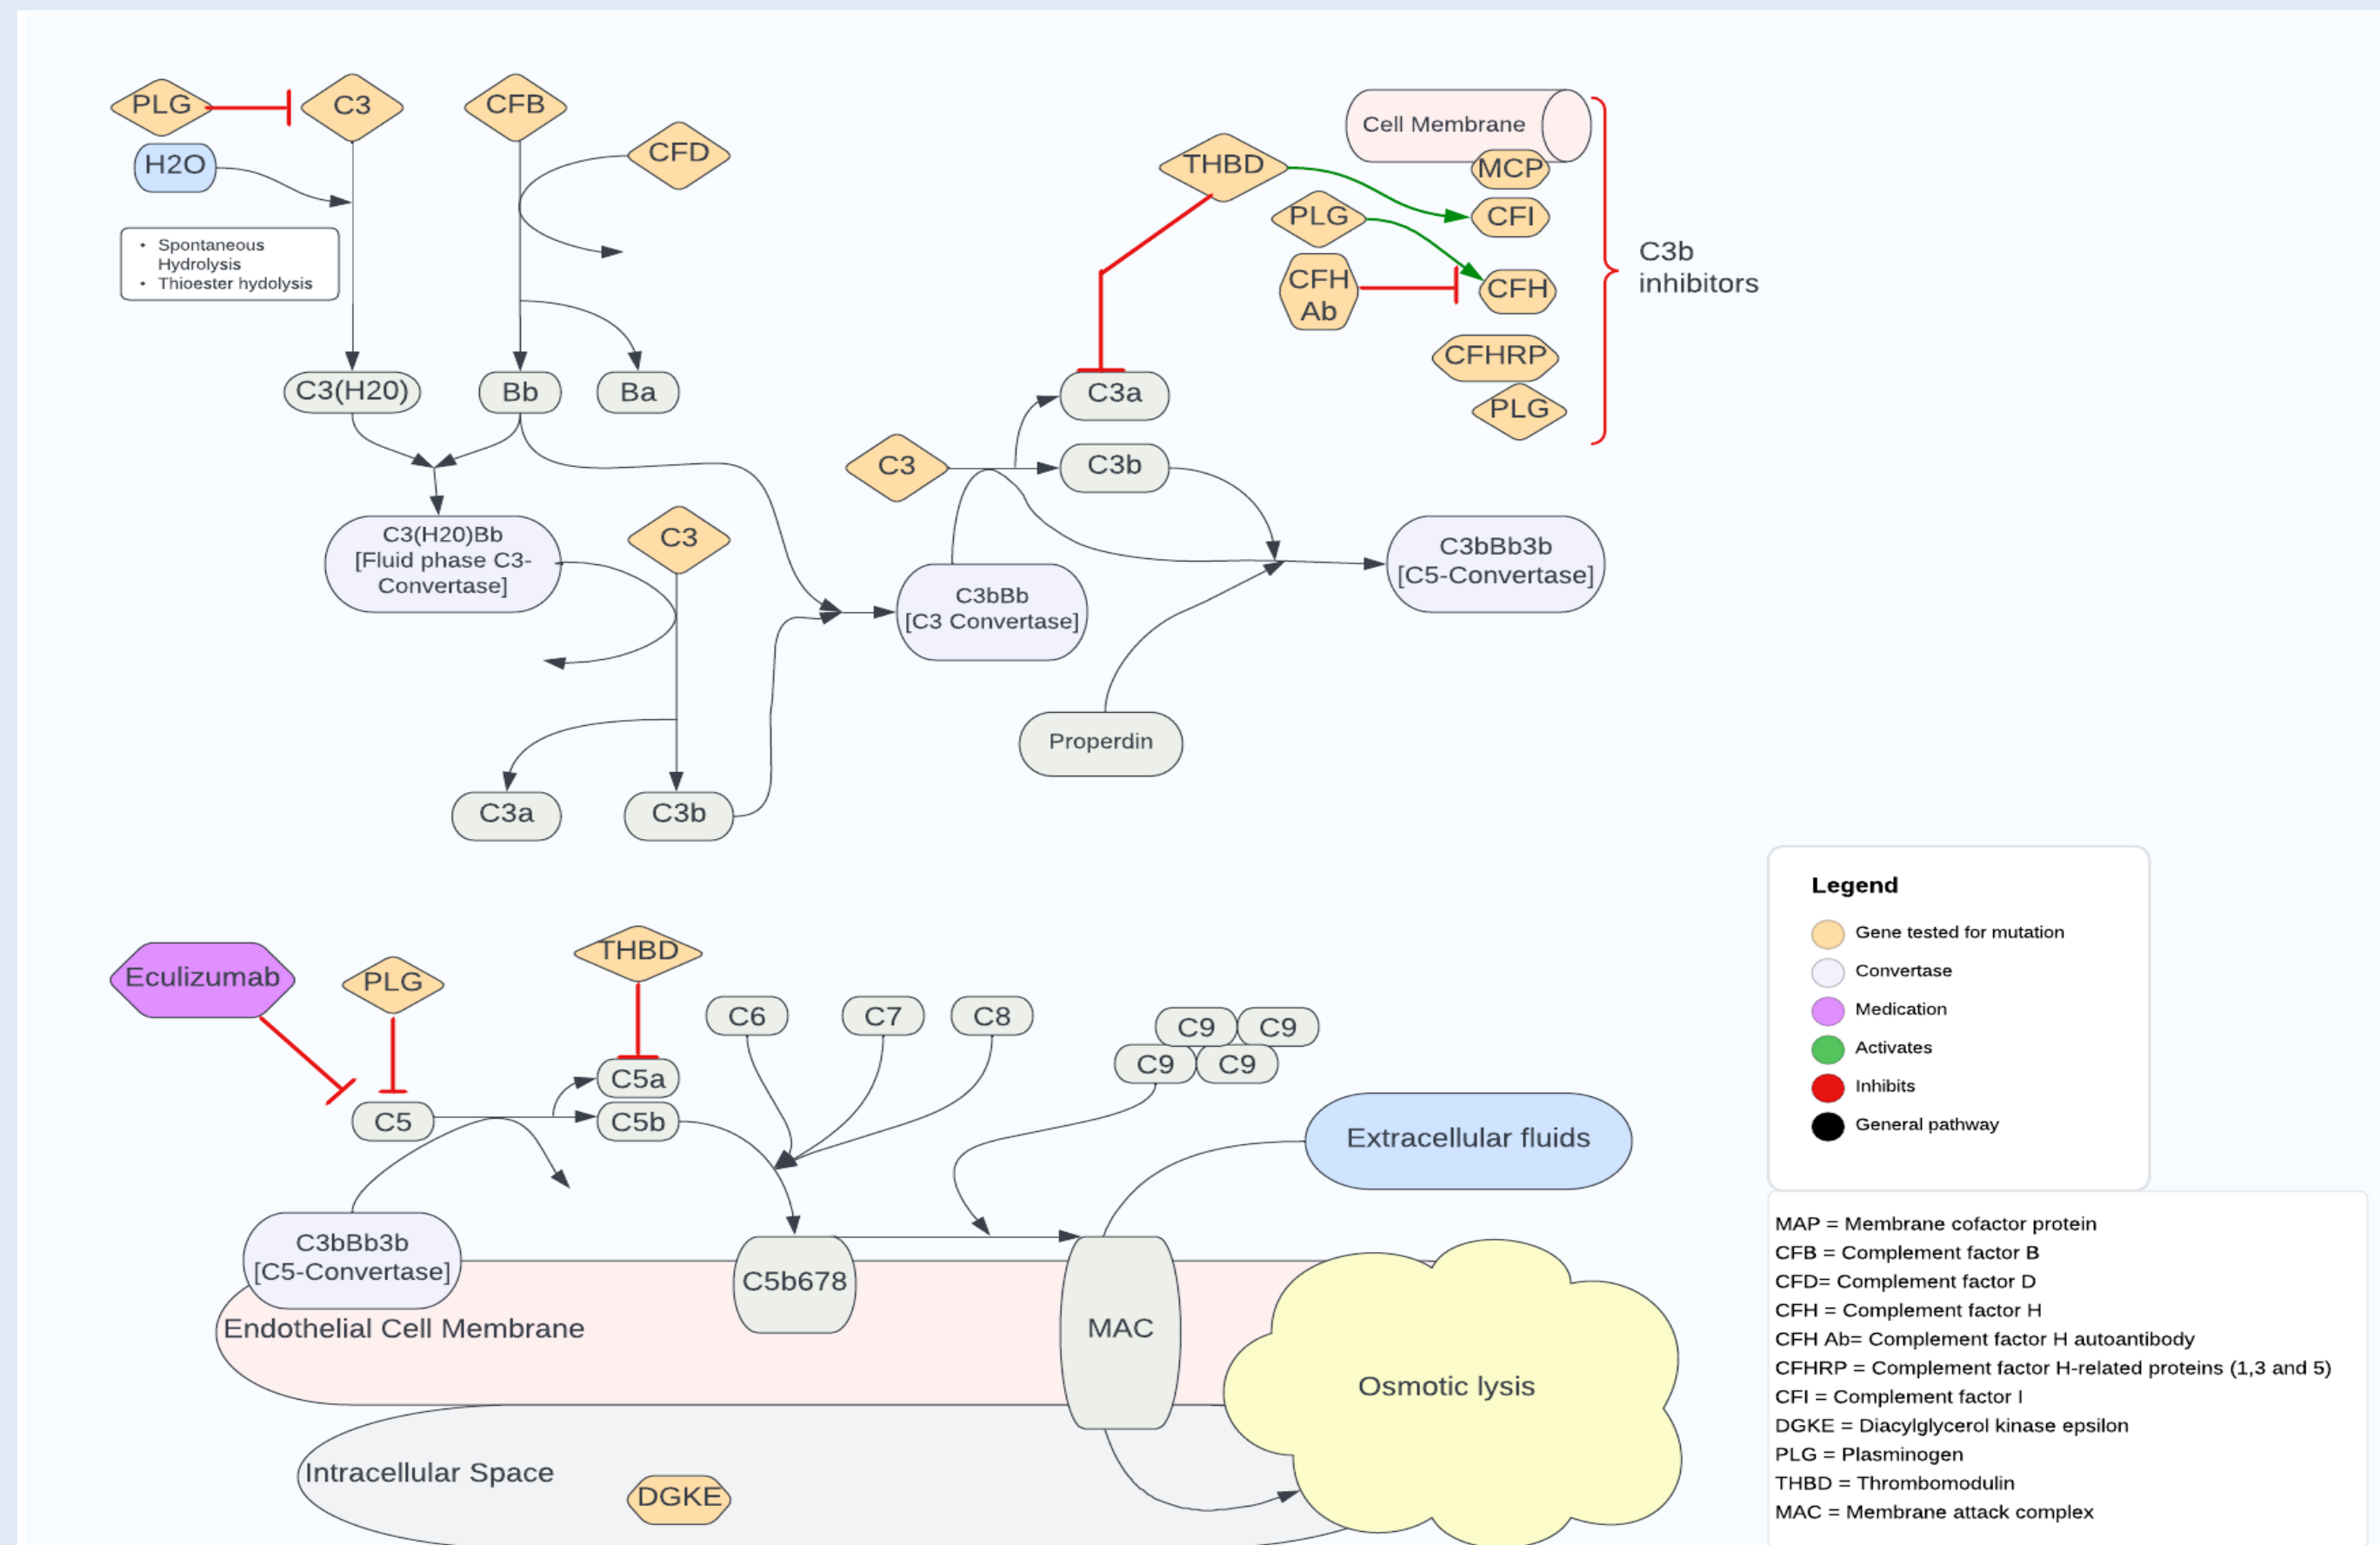 PLG
C3
CFB
CFD
H2O
• Spontaneous
Hydrolysis
• Thioester hydolysis
C3(H20)
Bb
Ba
C3(H20)Bb
[Fluid phase C3-
Convertase]
C3
C3a
C3b
Cell Membrane
MCP
THBD
CFI
PLG
CFH
Ab
CFH
CFHRP
PLG
C3b
inhibitors
C3a
C3
C3b
C3bBb
[C3 Convertase]
C3bBb3b
[C5-Convertase]
Properdin
Eculizumab
PLG
THBD
C6
C7
C8
C9
C9
C9
C9
C5a
C5
C5b
Extracellular fluids
C3bBb3b
[C5-Convertase]
C5b678
Endothelial Cell Membrane
MAC
Osmotic lysis
Intracellular Space
DGKE
Legend
Gene tested for mutation
Convertase
Medication
Activates
Inhibits
General pathway
MAP = Membrane cofactor protein
CFB = Complement factor B
CFD= Complement factor D
CFH = Complement factor H
CFH Ab= Complement factor H autoantibody
CFHRP = Complement factor H-related proteins (1,3 and 5)
CFI = Complement factor I
DGKE = Diacylglycerol kinase epsilon
PLG = Plasminogen
THBD = Thrombomodulin
MAC = Membrane attack complex